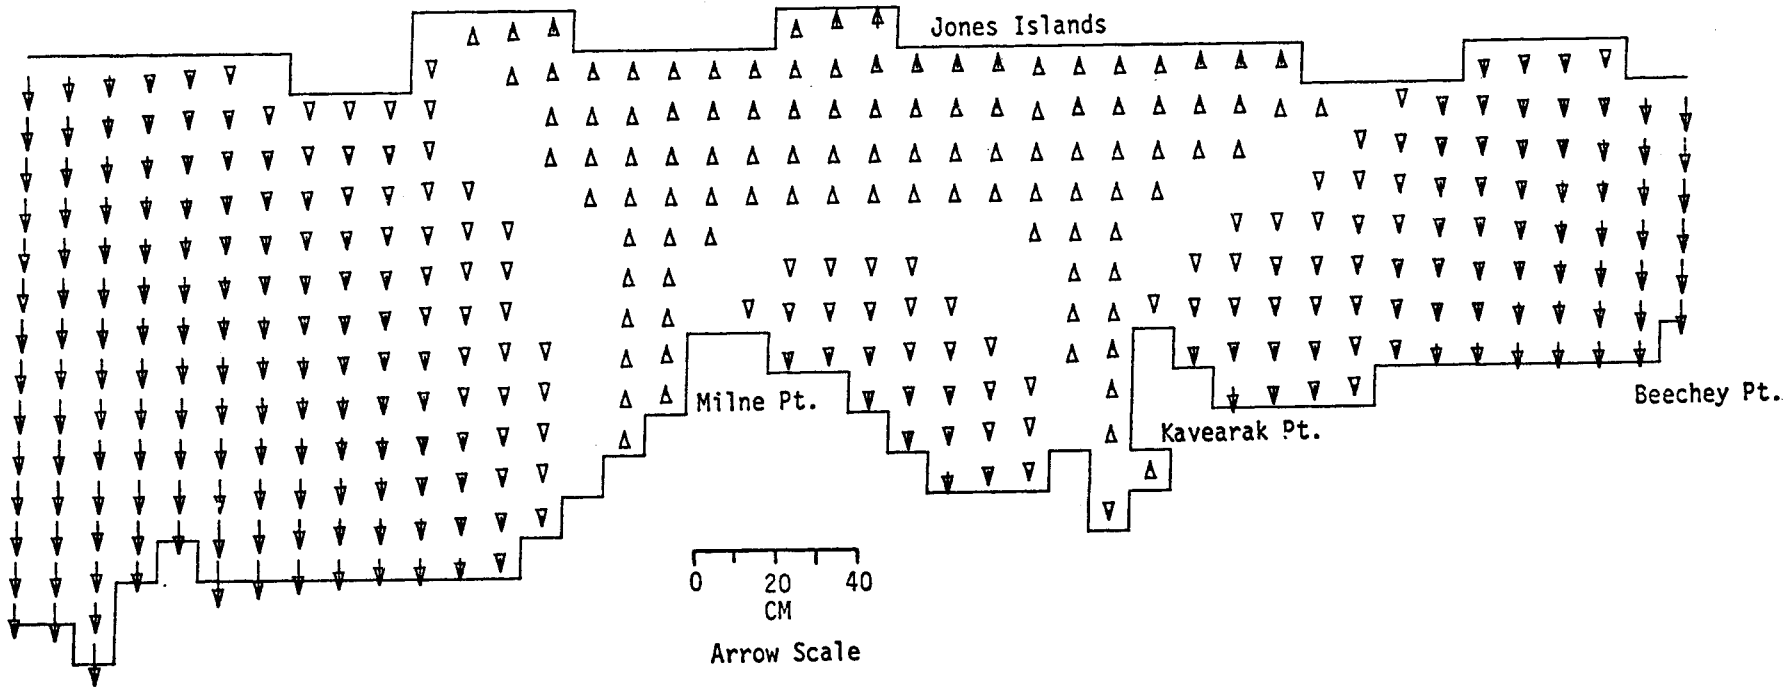 Jones Islands
Milne Pt.
Kavearak Pt.
Beechey Pt.
0 20 40
CM
Arrow Scale